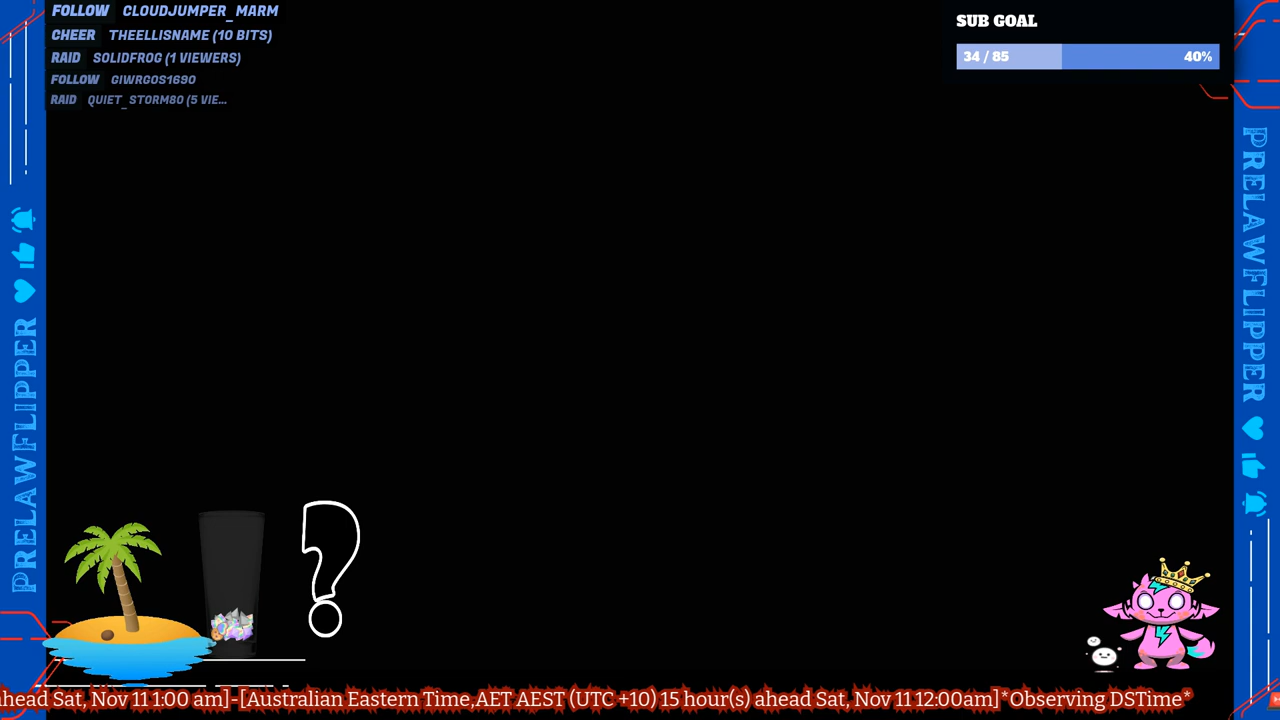 FOLLOW CLOUDJUMPER_MARM
CHEER THEELLISNAME (10 BITS)
RAID SOLIDFROG (1 VIEWERS)
FOLLOW GIWRGOS1690
RAID QUIET_STORM80 (5 VIE...
SUB GOAL
34 / 85 40%
PRELAWFLIPPER
PRELAWFLIPPER
?
ahead Sat, Nov 11 1:00 am]-[Australian Eastern Time,AET AEST (UTC +10) 15 hour(s) ahead Sat, Nov 11 12:00am]*Observing DSTime*